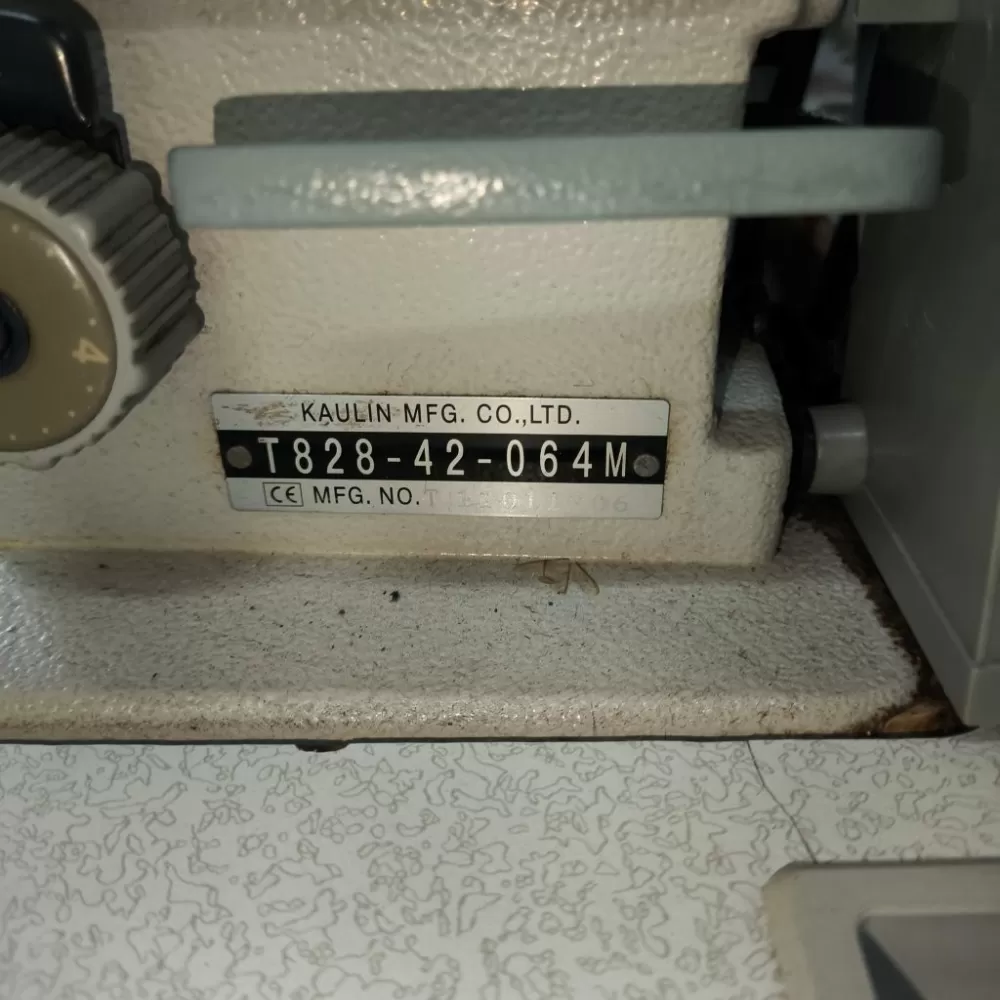 4
KAULIN MFG. CO.,LTD.
T828-42-064M
CE MFG. NO.